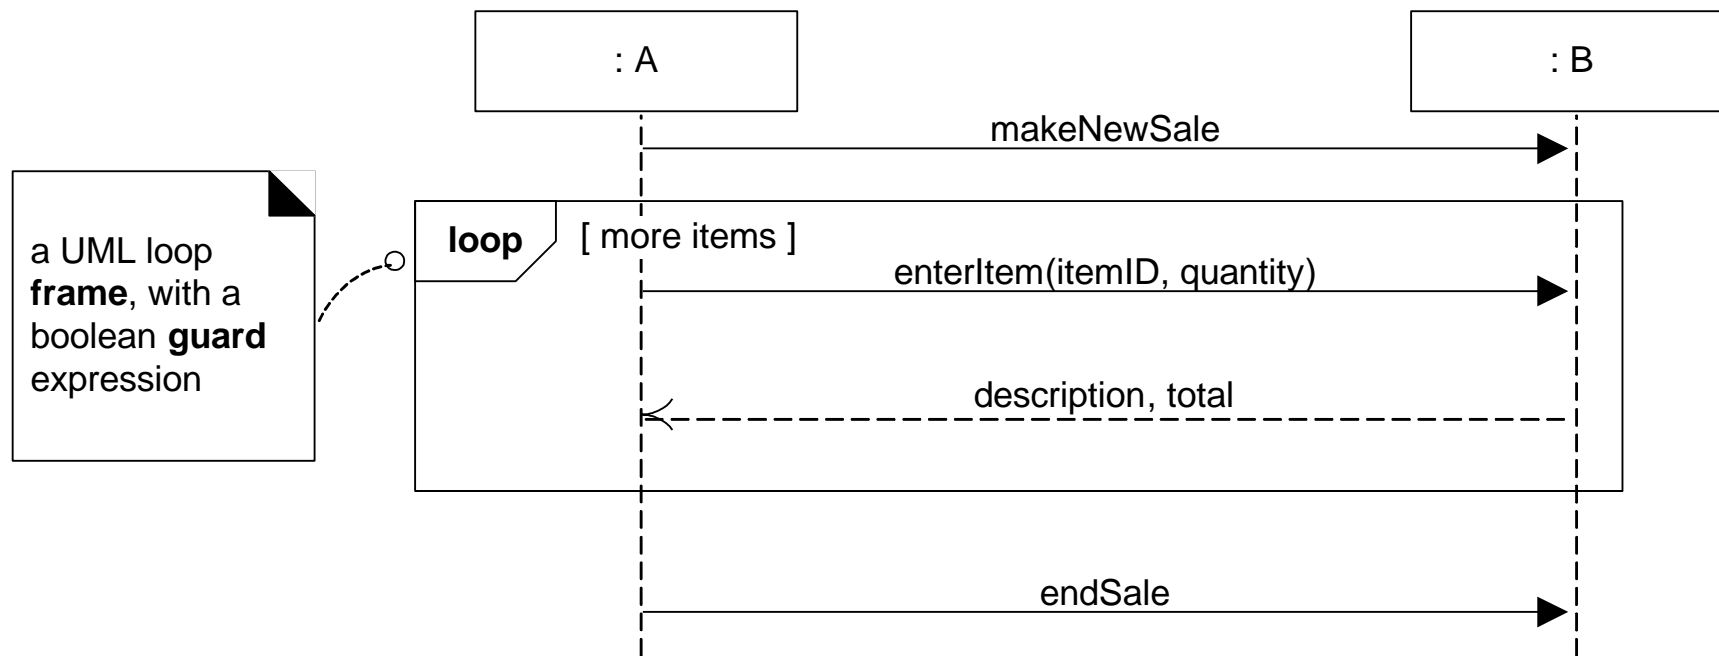 : A
: B
makeNewSale
a UML loop
frame, with a
boolean guard
expression
loop
[ more items ]
enterItem(itemID, quantity)
description, total
endSale